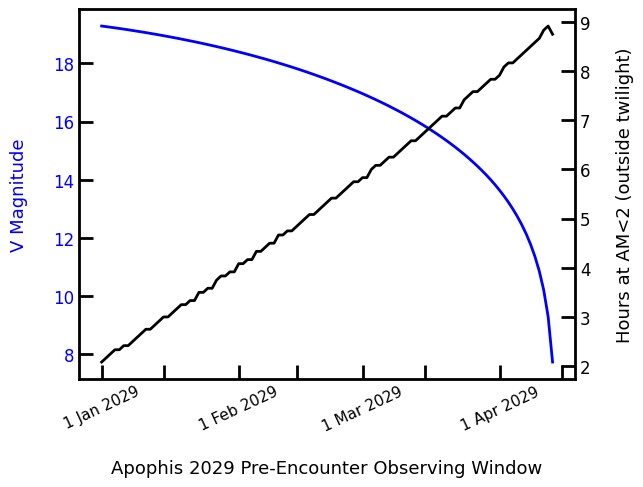 V Magnitude
18
16
14
12
10
8
9
8
7
6
5
4
3
2
Hours at AM<2 (outside twilight)
1 Jan 2029
1 Feb 2029
1 Mar 2029
1 Apr 2029
Apophis 2029 Pre-Encounter Observing Window